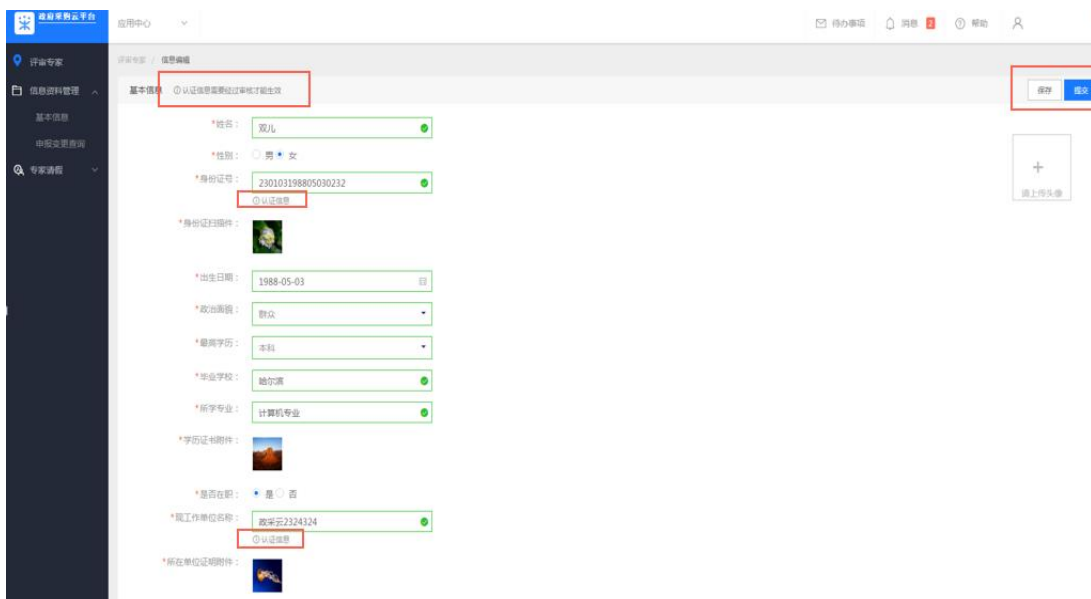 政府采购云平台
应用中心
待办事项
消息 2
帮助
评审专家
信息资料管理
基本信息
申报变更查询
专家请假
评审专家 / 信息编辑
基本信息 认证信息需要经过审核才能生效
保存 提交
*姓名： 双儿
*性别： 男 女
*身份证号： 230103198805030232
认证信息
*身份证扫描件：
请上传头像
*出生日期： 1988-05-03
*政治面貌： 群众
*最高学历： 本科
*毕业学校： 哈尔滨
*所学专业： 计算机专业
*学历证书附件：
*是否在职： 是 否
*现工作单位名称： 政采云2324324
认证信息
*所在单位证明附件：